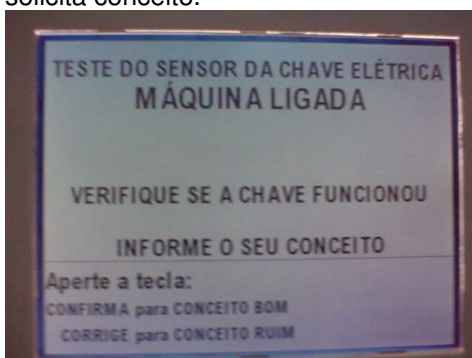 solicita conceito.
TESTE DO SENSOR DA CHAVE ELÉTRICA
MÁQUINA LIGADA
VERIFIQUE SE A CHAVE FUNCIONOU
INFORME O SEU CONCEITO
Aperte a tecla:
CONFIRMA para CONCEITO BOM
CORRIGE para CONCEITO RUIM